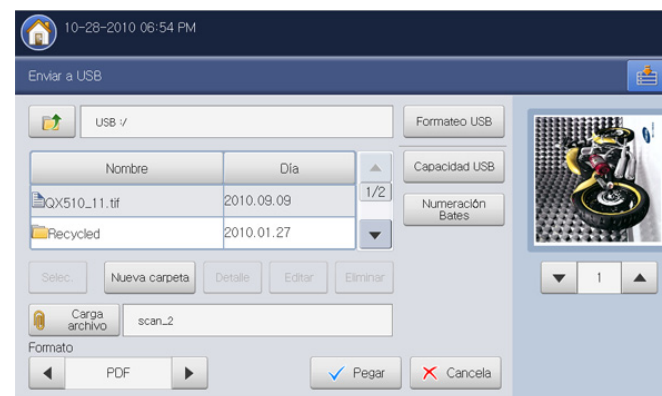 10-28-2010 06:54 PM
Enviar a USB
USB :/
Formateo USB
Nombre
Día
Capacidad USB
QX510_11.tif
2010.09.09
1/2
Numeración
Bates
Recycled
2010.01.27
Selec.
Nueva carpeta
Detalle
Editar
Eliminar
1
Carga
archivo
scan_2
Formato
PDF
Pegar
Cancela